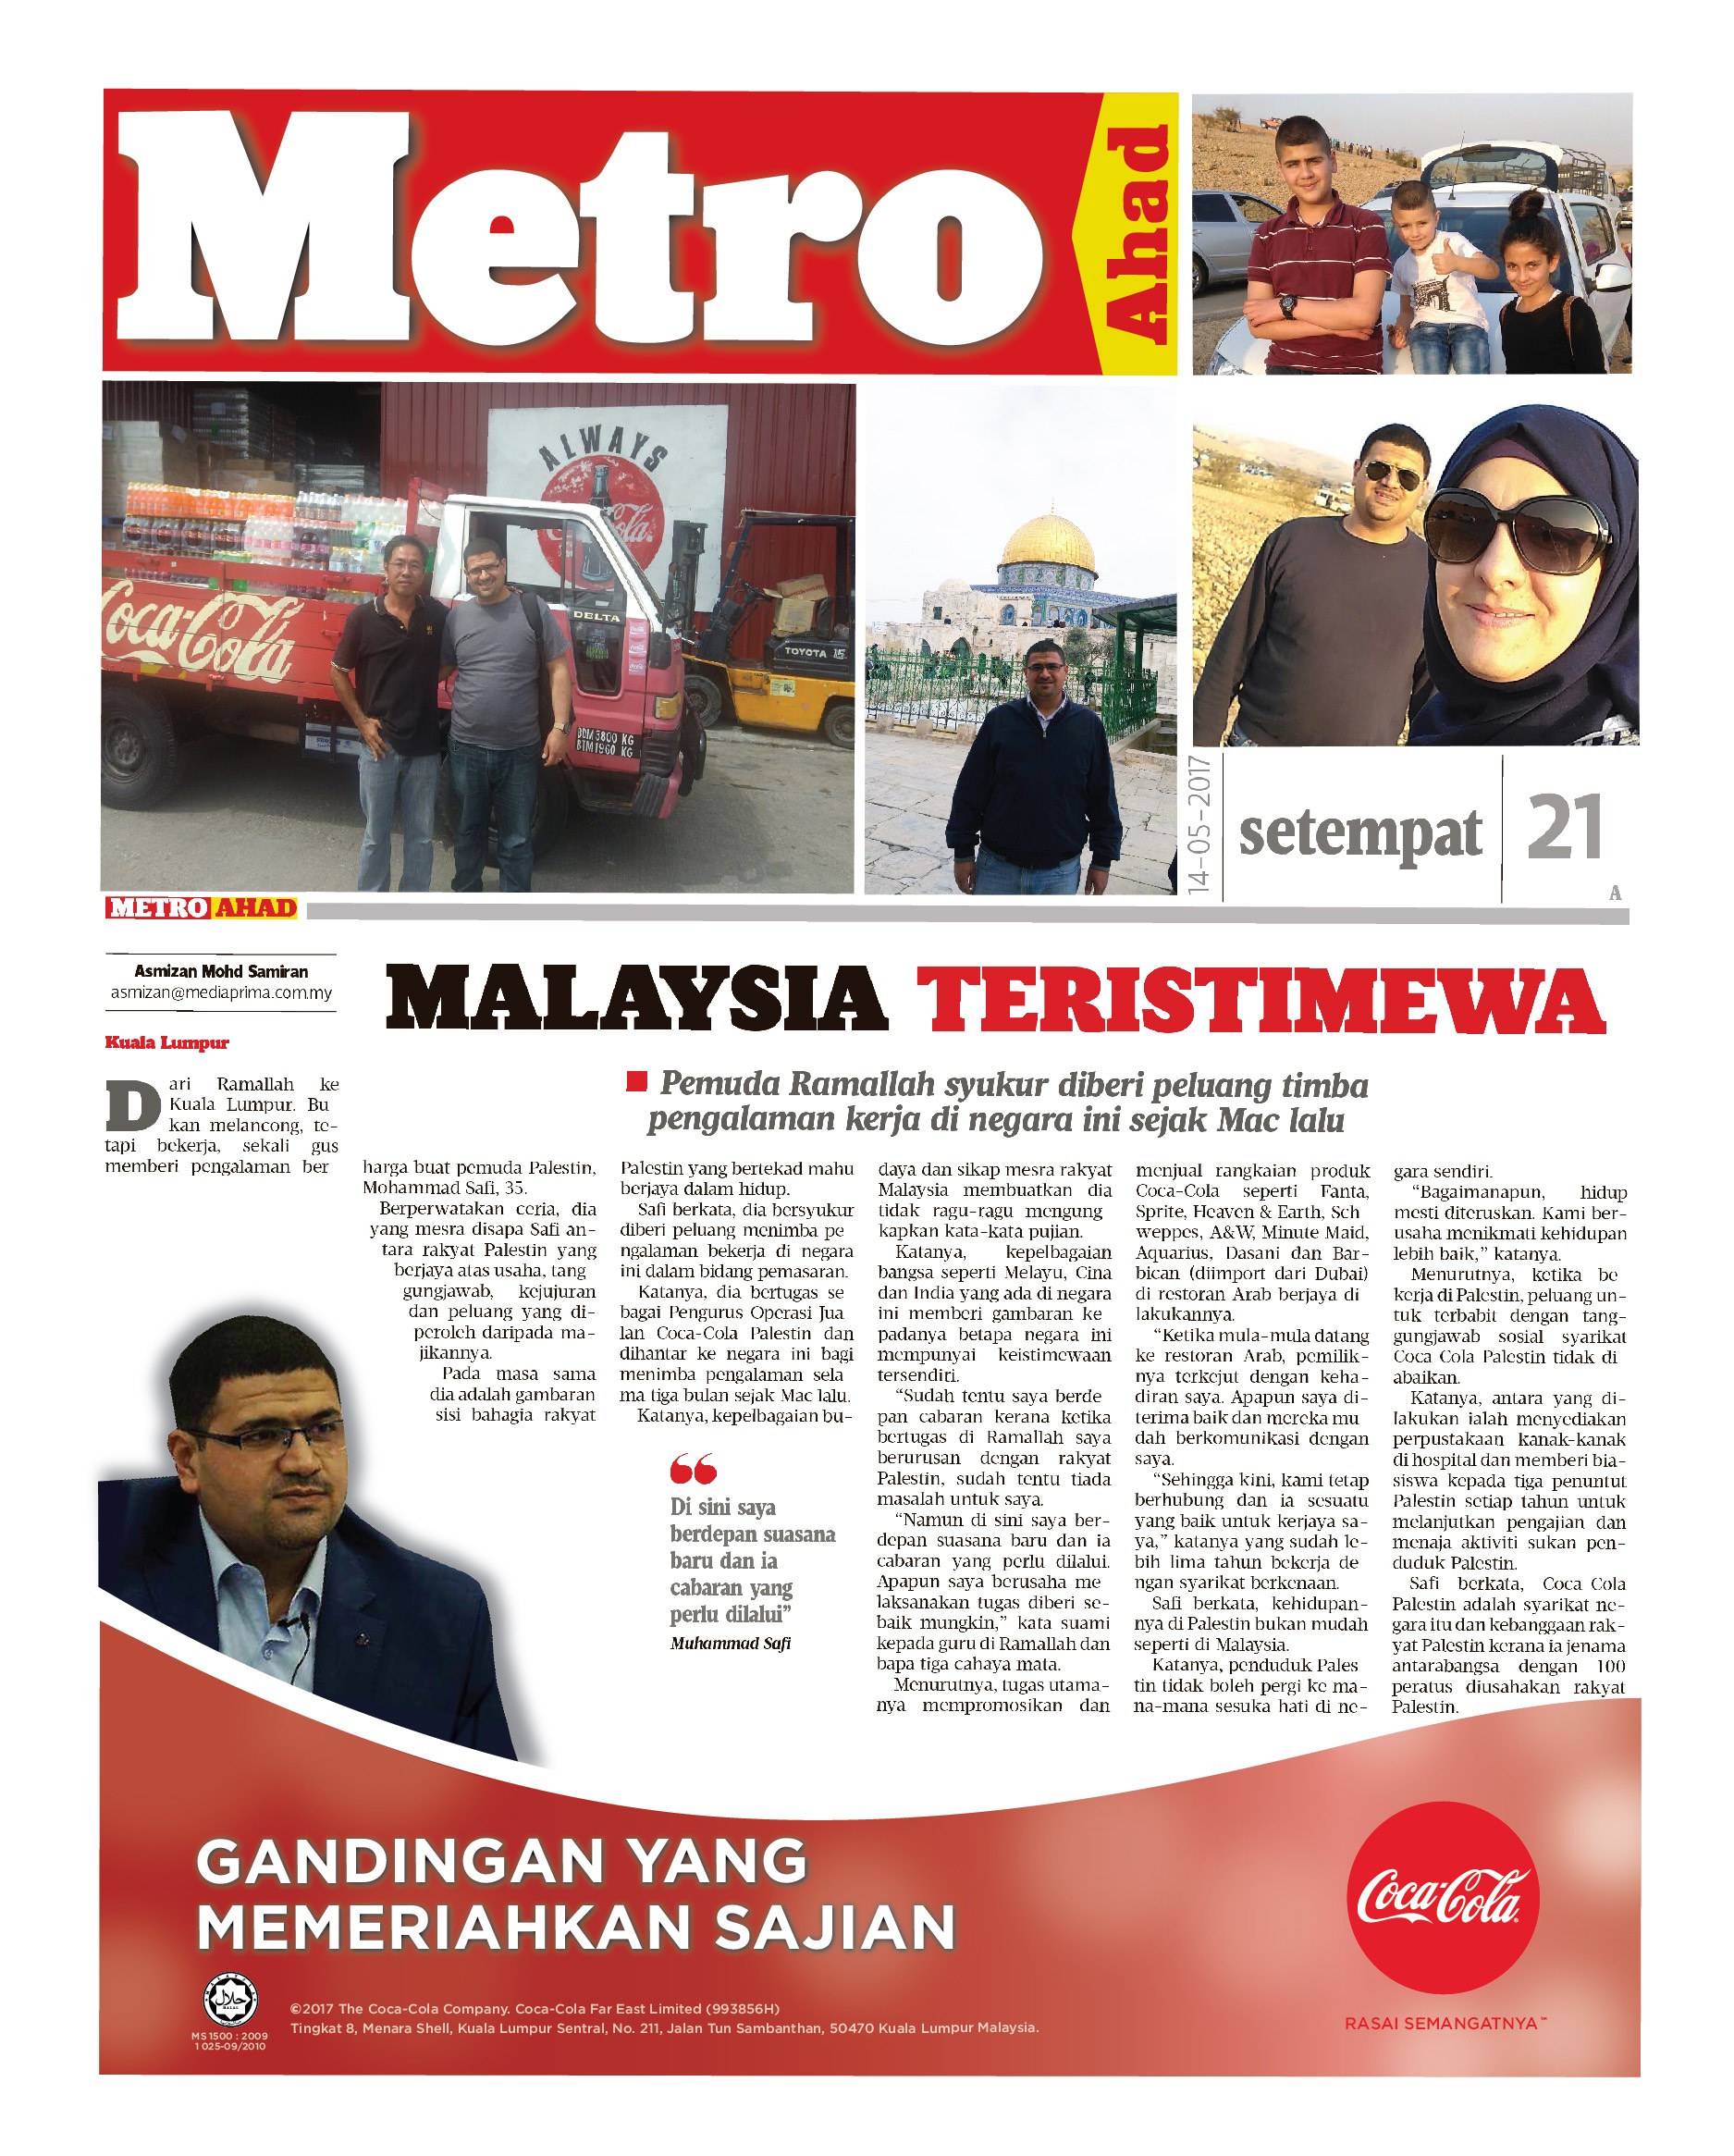 Metro
Ahad
ALWAYS
Coca-Cola
DELTA
TOYOTA 15
BDM 3800 KG
BTM 1960 KG
14-05-2017
setempat
21
A
METRO AHAD
Asmizan Mohd Samiran
asmizan@mediaprima.com.my
MALAYSIA TERISTIMEWA
Pemuda Ramallah syukur diberi peluang timba
pengalaman kerja di negara ini sejak Mac lalu
Kuala Lumpur
Dari Ramallah ke
Kuala Lumpur. Bu
kan melancong, te-
tapi bekerja, sekali gus
memberi pengalaman ber
harga buat pemuda Palestin,
Mohammad Safi, 35.
Berperwatakan ceria, dia
yang mesra disapa Safi an-
tara rakyat Palestin yang
berjaya atas usaha, tang
gungjawab, kejujuran
dan peluang yang di-
peroleh daripada ma-
jikannya.
Pada masa sama
dia adalah gambaran
sisi bahagia rakyat
Palestin yang bertekad mahu
berjaya dalam hidup.
Safi berkata, dia bersyukur
diberi peluang menimba pe
ngalaman bekerja di negara
ini dalam bidang pemasaran.
Katanya, dia bertugas se
bagai Pengurus Operasi Jua
lan Coca-Cola Palestin dan
dihantar ke negara ini bagi
menimba pengalaman sela
ma tiga bulan sejak Mac lalu.
Katanya, kepelbagaian bu-
“
Di sini saya
berdepan suasana
baru dan ia
cabaran yang
perlu dilalui”
Muhammad Safi
daya dan sikap mesra rakyat
Malaysia membuatkan dia
tidak ragu-ragu mengung
kapkan kata-kata pujian.
Katanya, kepelbagaian
bangsa seperti Melayu, Cina
dan India yang ada di negara
ini memberi gambaran ke
padanya betapa negara ini
mempunyai keistimewaan
tersendiri.
“Sudah tentu saya berde
pan cabaran kerana ketika
bertugas di Ramallah saya
berurusan dengan rakyat
Palestin, sudah tentu tiada
masalah untuk saya.
“Namun di sini saya ber-
depan suasana baru dan ia
cabaran yang perlu dilalui.
Apapun saya berusaha me
laksanakan tugas diberi se-
baik mungkin,” kata suami
kepada guru di Ramallah dan
bapa tiga cahaya mata.
Menurutnya, tugas utama-
nya mempromosikan dan
menjual rangkaian produk
Coca-Cola seperti Fanta,
Sprite, Heaven & Earth, Sch
weppes, A&W, Minute Maid,
Aquarius, Dasani dan Bar-
bican (diimport dari Dubai)
di restoran Arab berjaya di
lakukannya.
“Ketika mula-mula datang
ke restoran Arab, pemilik-
nya terkejut dengan keha-
diran saya. Apapun saya di-
terima baik dan mereka mu
dah berkomunikasi dengan
saya.
“Sehingga kini, kami tetap
berhubung dan ia sesuatu
yang baik untuk kerjaya sa-
ya,” katanya yang sudah le-
bih lima tahun bekerja de
ngan syarikat berkenaan.
Safi berkata, kehidupan-
nya di Palestin bukan mudah
seperti di Malaysia.
Katanya, penduduk Pales
tin tidak boleh pergi ke ma-
na-mana sesuka hati di ne-
gara sendiri.
“Bagaimanapun, hidup
mesti diteruskan. Kami ber-
usaha menikmati kehidupan
lebih baik,” katanya.
Menurutnya, ketika be
kerja di Palestin, peluang un-
tuk terbabit dengan tang-
gungjawab sosial syarikat
Coca Cola Palestin tidak di
abaikan.
Katanya, antara yang di-
lakukan ialah menyediakan
perpustakaan kanak-kanak
di hospital dan memberi bia-
siswa kepada tiga penuntut
Palestin setiap tahun untuk
melanjutkan pengajian dan
menaja aktiviti sukan pen-
duduk Palestin.
Safi berkata, Coca Cola
Palestin adalah syarikat ne-
gara itu dan kebanggaan rak-
yat Palestin kerana ia jenama
antarabangsa dengan 100
peratus diusahakan rakyat
Palestin.
GANDINGAN YANG
MEMERIAHKAN SAJIAN
Coca-Cola
RASAI SEMANGATNYA™
حلال
HALAL
MS 1500 : 2009
1 025-09/2010
©2017 The Coca-Cola Company. Coca-Cola Far East Limited (993856H)
Tingkat 8, Menara Shell, Kuala Lumpur Sentral, No. 211, Jalan Tun Sambanthan, 50470 Kuala Lumpur Malaysia.